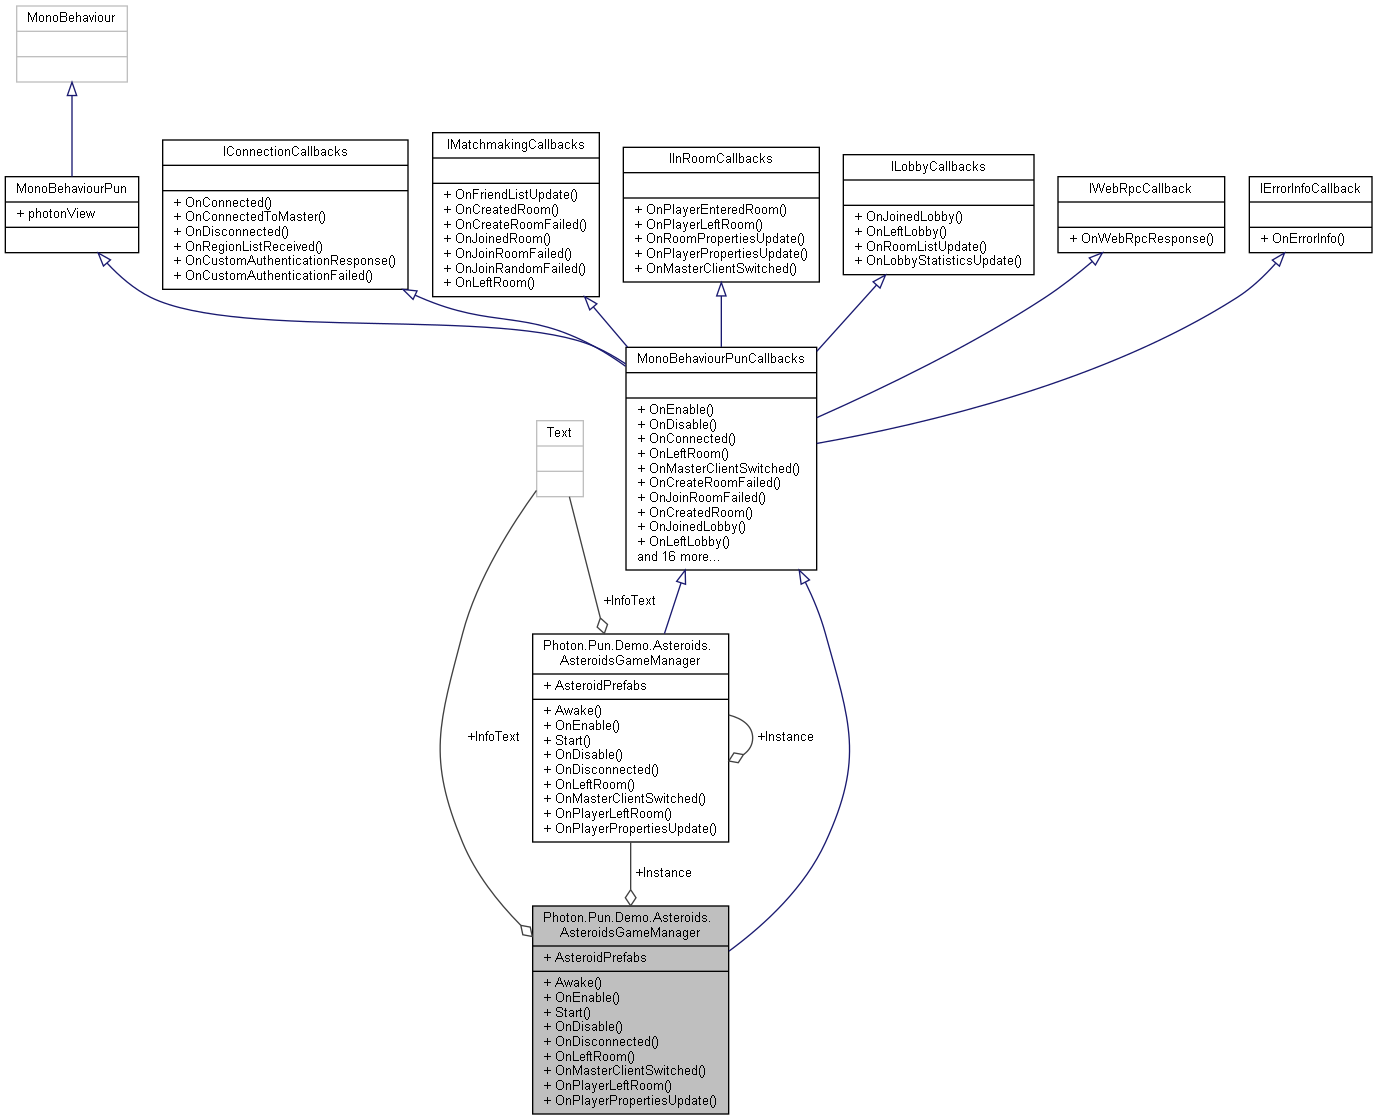 MonoBehaviour
MonoBehaviourPun
+ photonView
IConnectionCallbacks
+ OnConnected()
+ OnConnectedToMaster()
+ OnDisconnected()
+ OnRegionListReceived()
+ OnCustomAuthenticationResponse()
+ OnCustomAuthenticationFailed()
IMatchmakingCallbacks
+ OnFriendListUpdate()
+ OnCreatedRoom()
+ OnCreateRoomFailed()
+ OnJoinedRoom()
+ OnJoinRoomFailed()
+ OnJoinRandomFailed()
+ OnLeftRoom()
IInRoomCallbacks
+ OnPlayerEnteredRoom()
+ OnPlayerLeftRoom()
+ OnRoomPropertiesUpdate()
+ OnPlayerPropertiesUpdate()
+ OnMasterClientSwitched()
ILobbyCallbacks
+ OnJoinedLobby()
+ OnLeftLobby()
+ OnRoomListUpdate()
+ OnLobbyStatisticsUpdate()
IWebRpcCallback
+ OnWebRpcResponse()
IErrorInfoCallback
+ OnErrorInfo()
MonoBehaviourPunCallbacks
+ OnEnable()
+ OnDisable()
+ OnConnected()
+ OnLeftRoom()
+ OnMasterClientSwitched()
+ OnCreateRoomFailed()
+ OnJoinRoomFailed()
+ OnCreatedRoom()
+ OnJoinedLobby()
+ OnLeftLobby()
and 16 more...
Text
+InfoText
Photon.Pun.Demo.Asteroids.
AsteroidsGameManager
+ AsteroidPrefabs
+ Awake()
+ OnEnable()
+ Start()
+ OnDisable()
+ OnDisconnected()
+ OnLeftRoom()
+ OnMasterClientSwitched()
+ OnPlayerLeftRoom()
+ OnPlayerPropertiesUpdate()
+Instance
+InfoText
+Instance
Photon.Pun.Demo.Asteroids.
AsteroidsGameManager
+ AsteroidPrefabs
+ Awake()
+ OnEnable()
+ Start()
+ OnDisable()
+ OnDisconnected()
+ OnLeftRoom()
+ OnMasterClientSwitched()
+ OnPlayerLeftRoom()
+ OnPlayerPropertiesUpdate()